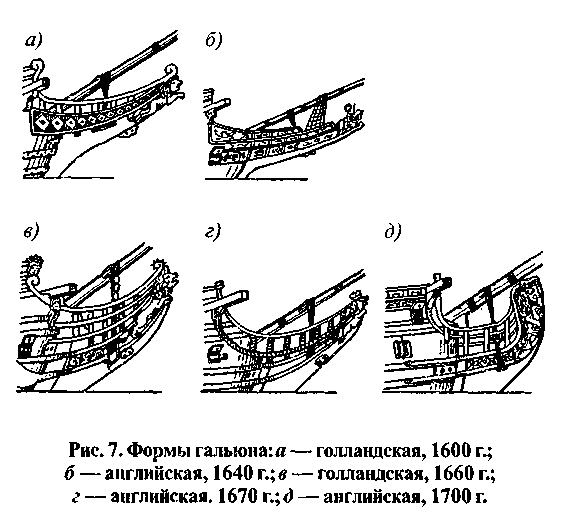 а)
б)
в)
г)
д)
Рис. 7. Формы гальюна: а — голландская, 1600 г.;
б — английская, 1640 г.; в — голландская, 1660 г.;
г — английская. 1670 г.; д — английская, 1700 г.